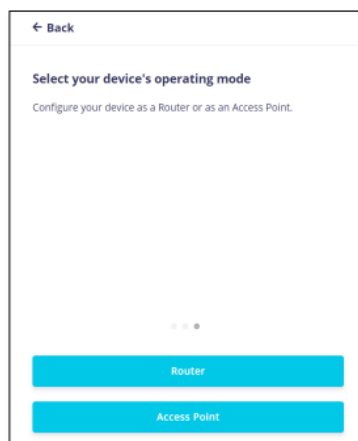 ← Back
Select your device's operating mode
Configure your device as a Router or as an Access Point.
Router
Access Point